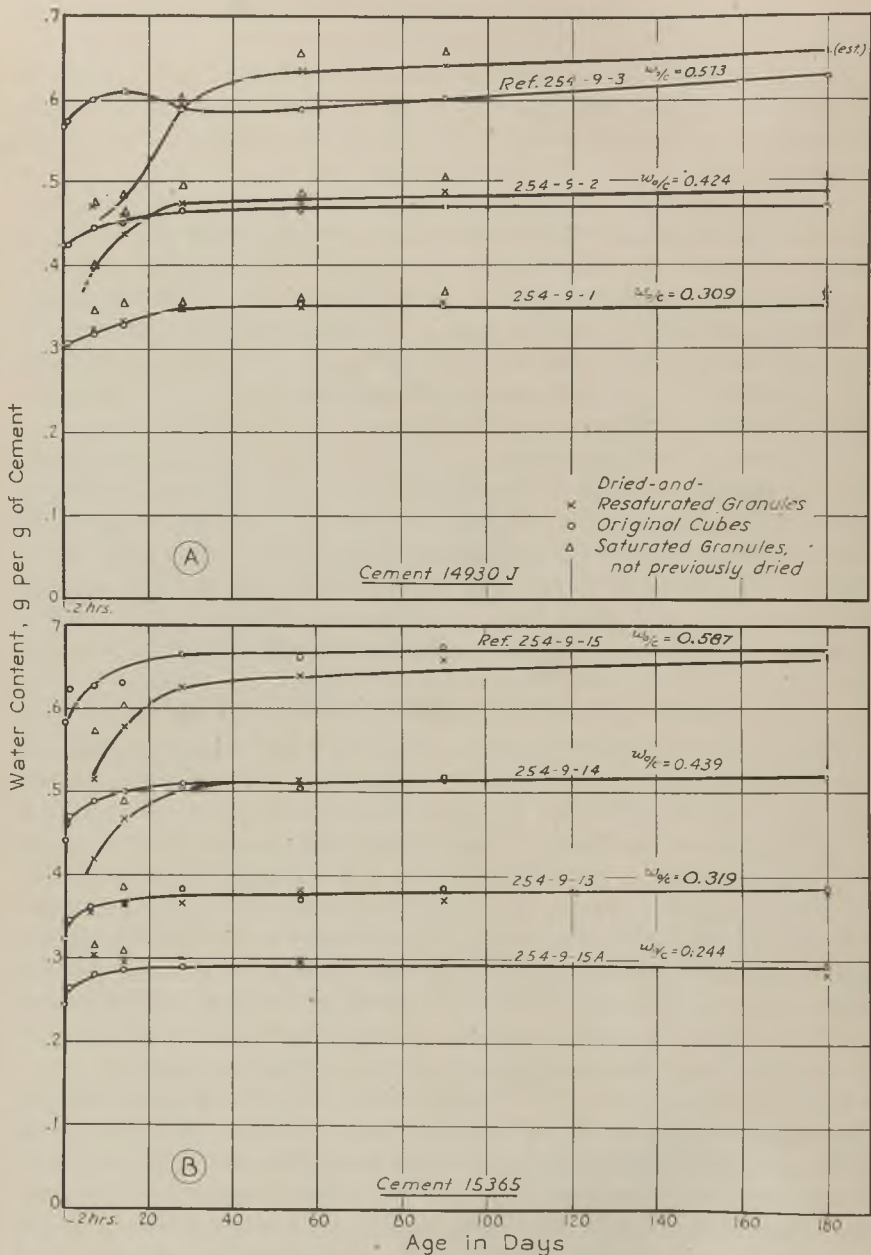 .7
.6
.5
.4
.3
.2
.1
0
(est.)
Ref. 254-9-3 w₀/c = 0.573
254-9-2 w₀/c = 0.424
254-9-1 w₀/c = 0.309
Dried-and-
× Resaturated Granules
○ Original Cubes
△ Saturated Granules,
not previously dried
A
Cement 14930 J
2 hrs.
Water Content, g per g of Cement
.7
.6
.5
.4
.3
.2
.1
0
Ref. 254-9-15 w₀/c = 0.587
254-9-14 w₀/c = 0.439
254-9-13 w₀/c = 0.319
254-9-15A w₀/c = 0.244
B
Cement 15365
2 hrs. 20 40 60 80 100 120 140 160 180
Age in Days